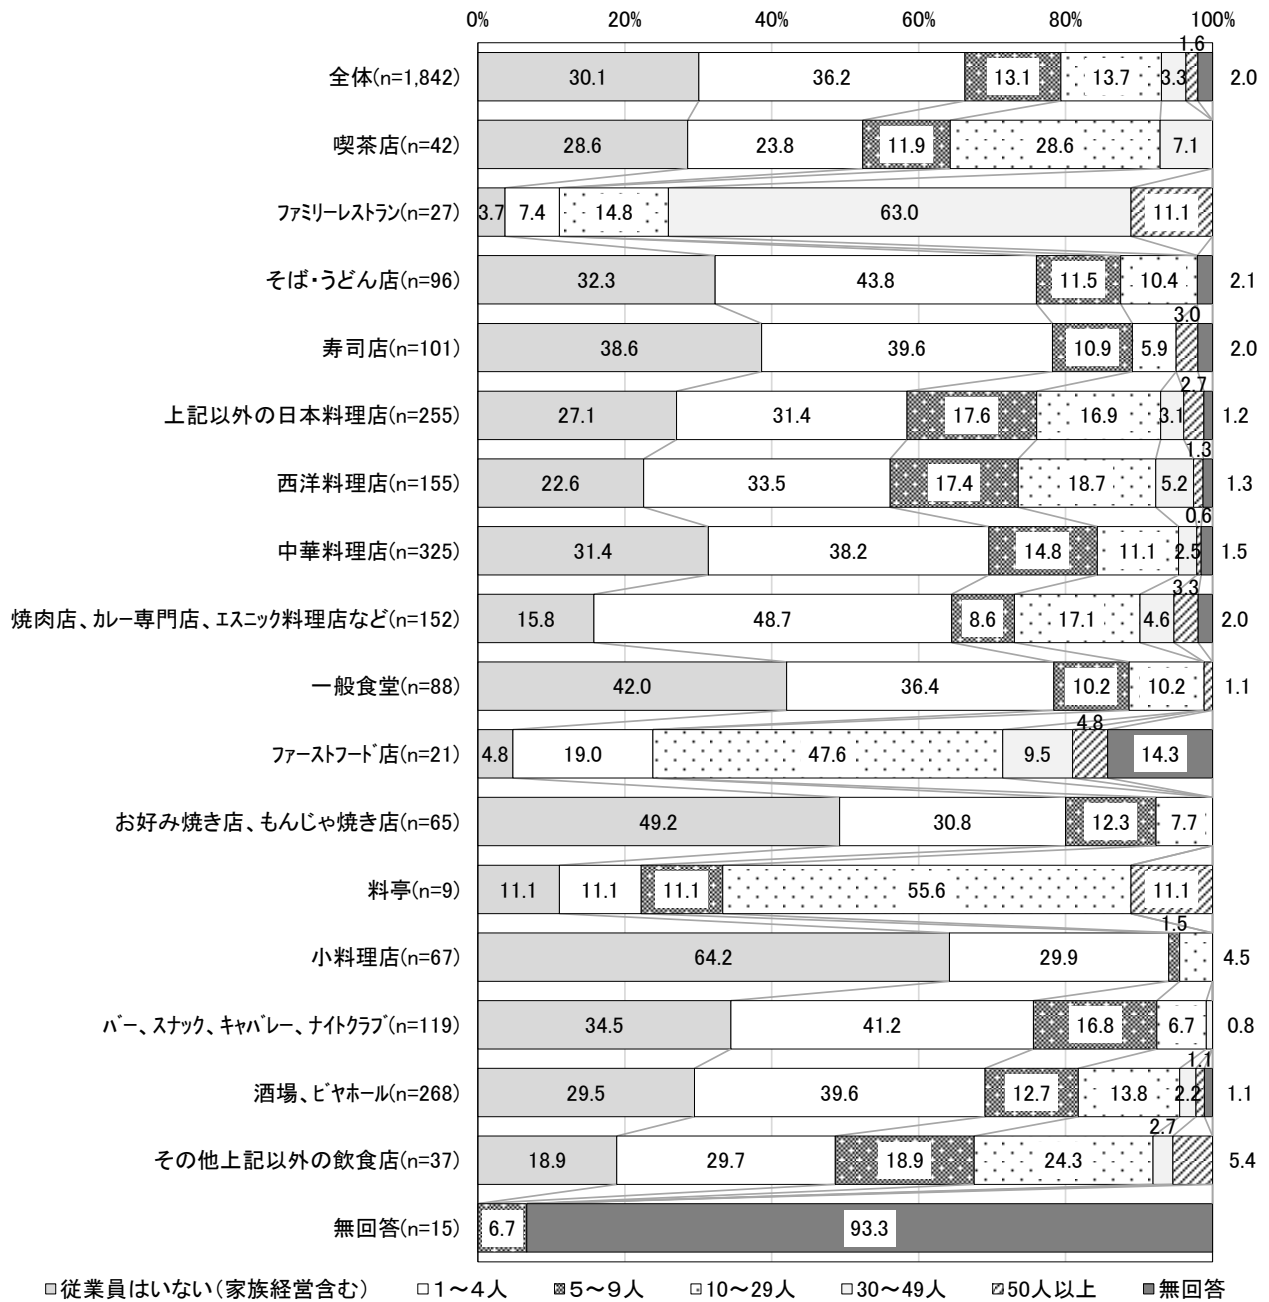 0% 20% 40% 60% 80% 100%
1.6
全体(n=1,842) 30.1 36.2 13.1 13.7 3.3 2.0
喫茶店(n=42) 28.6 23.8 11.9 28.6 7.1
ファミリーレストラン(n=27) 3.7 7.4 14.8 63.0 11.1
そば・うどん店(n=96) 32.3 43.8 11.5 10.4 2.1
3.0
寿司店(n=101) 38.6 39.6 10.9 5.9 2.0
2.7
上記以外の日本料理店(n=255) 27.1 31.4 17.6 16.9 3.1 1.2
1.3
西洋料理店(n=155) 22.6 33.5 17.4 18.7 5.2 1.3
0.6
中華料理店(n=325) 31.4 38.2 14.8 11.1 2.5 1.5
3.3
焼肉店、カレー専門店、エスニック料理店など(n=152) 15.8 48.7 8.6 17.1 4.6 2.0
一般食堂(n=88) 42.0 36.4 10.2 10.2 1.1
4.8
ファーストフード店(n=21) 4.8 19.0 47.6 9.5 14.3
お好み焼き店、もんじゃ焼き店(n=65) 49.2 30.8 12.3 7.7
料亭(n=9) 11.1 11.1 11.1 55.6 11.1
1.5
小料理店(n=67) 64.2 29.9 4.5
バー、スナック、キャバレー、ナイトクラブ(n=119) 34.5 41.2 16.8 6.7 0.8
1.1
酒場、ビヤホール(n=268) 29.5 39.6 12.7 13.8 2.2 1.1
2.7
その他上記以外の飲食店(n=37) 18.9 29.7 18.9 24.3 5.4
無回答(n=15) 6.7 93.3
従業員はいない(家族経営含む) 1～4人 5～9人 10～29人 30～49人 50人以上 無回答